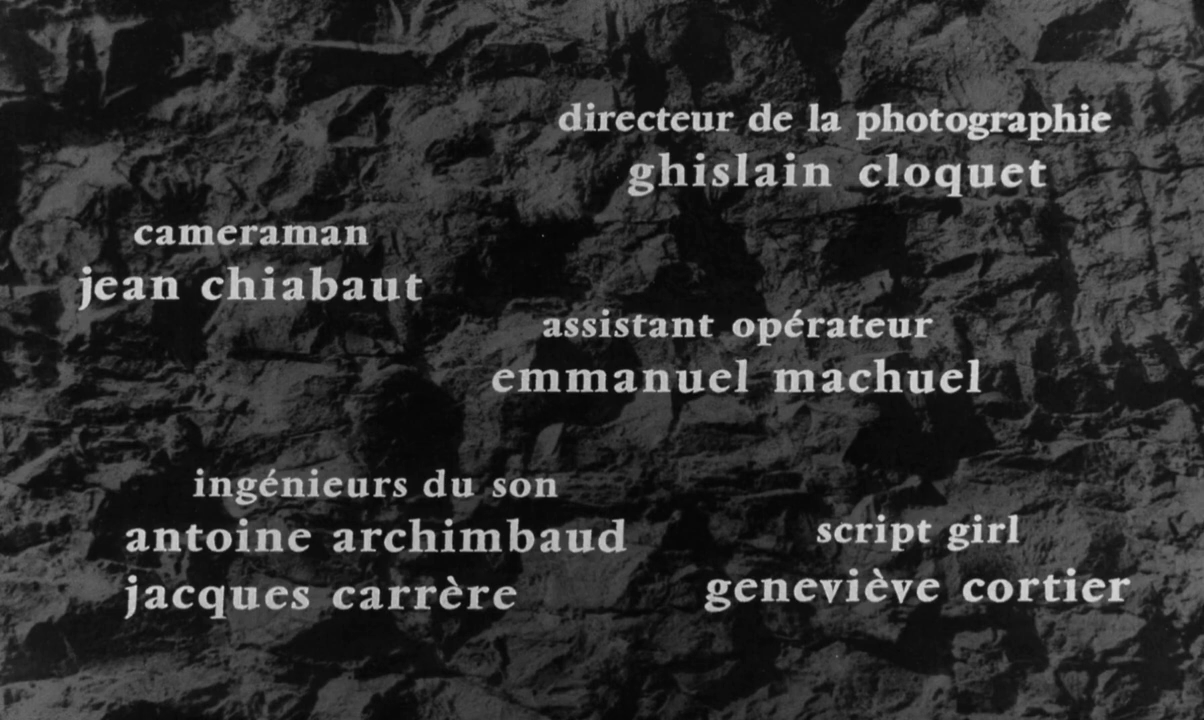 directeur de la photographie
ghislain cloquet
cameraman
jean chiabaut
assistant opérateur
emmanuel machuel
ingénieurs du son
antoine archimbaud
jacques carrère
script girl
geneviève cortier